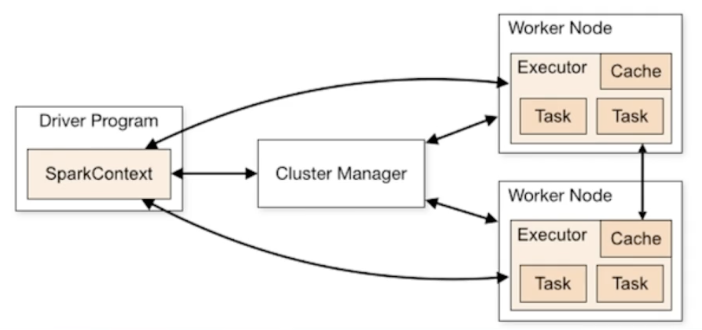 Driver Program
SparkContext
Cluster Manager
Worker Node
Executor
Cache
Task
Task
Worker Node
Executor
Cache
Task
Task